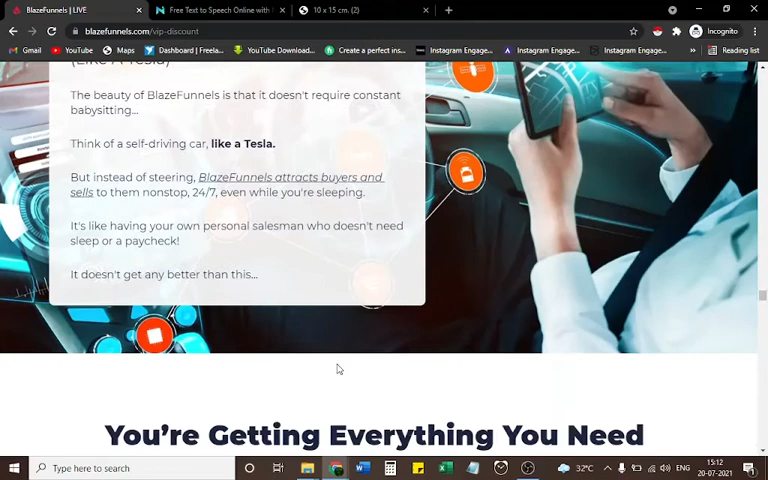 BlazeFunnels | LIVE
Free Text to Speech Online with
10 x 15 cm. (2)
blazefunnels.com/vip-discount
Incognito
Gmail
YouTube
Maps
Dashboard | Freela...
YouTube Download...
Create a perfect ins...
Instagram Engage...
Instagram Engage...
Instagram Engage...
Reading list
(Like A Tesla)
The beauty of BlazeFunnels is that it doesn't require constant
babysitting...
Think of a self-driving car, like a Tesla.
But instead of steering, BlazeFunnels attracts buyers and
sells to them nonstop, 24/7, even while you're sleeping.
It's like having your own personal salesman who doesn't need
sleep or a paycheck!
It doesn't get any better than this...
You're Getting Everything You Need
Type here to search
32°C
ENG
15:12
20-07-2021